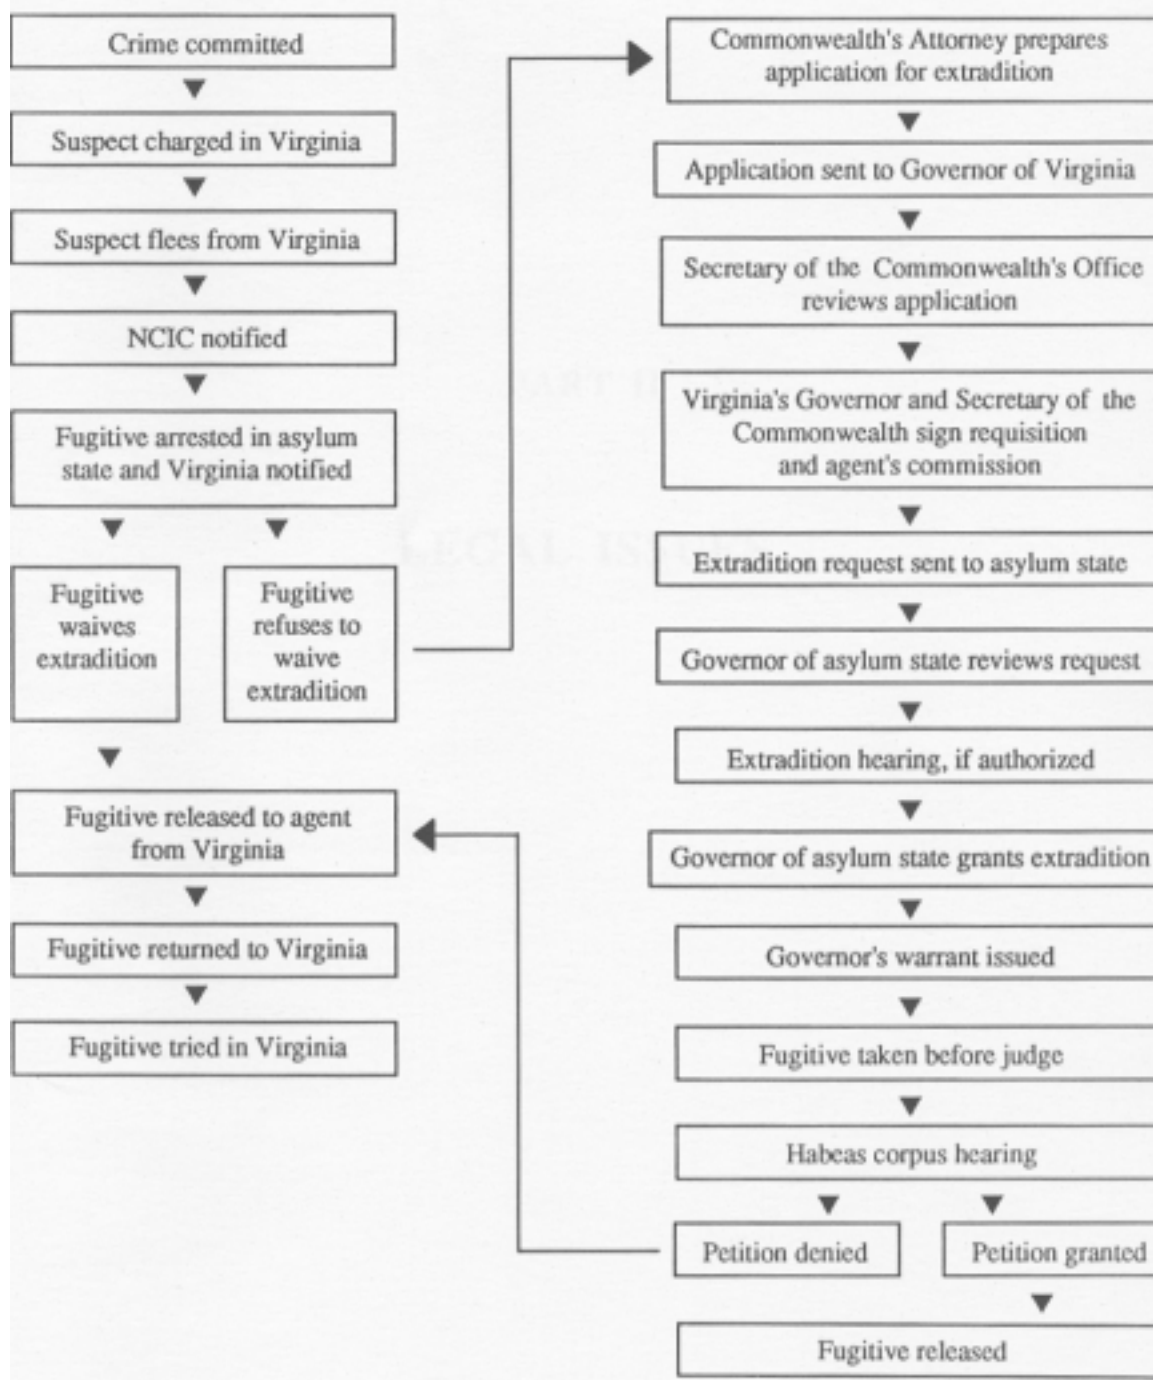 Crime committed
Suspect charged in Virginia
Suspect flees from Virginia
NCIC notified
Fugitive arrested in asylum
state and Virginia notified
Fugitive
waives
extradition
Fugitive
refuses to
waive
extradition
Fugitive released to agent
from Virginia
Fugitive returned to Virginia
Fugitive tried in Virginia
Commonwealth's Attorney prepares
application for extradition
Application sent to Governor of Virginia
Secretary of the Commonwealth's Office
reviews application
Virginia's Governor and Secretary of the
Commonwealth sign requisition
and agent's commission
Extradition request sent to asylum state
Governor of asylum state reviews request
Extradition hearing, if authorized
Governor of asylum state grants extradition
Governor's warrant issued
Fugitive taken before judge
Habeas corpus hearing
Petition denied
Petition granted
Fugitive released
PART II
LEGAL ISSUES